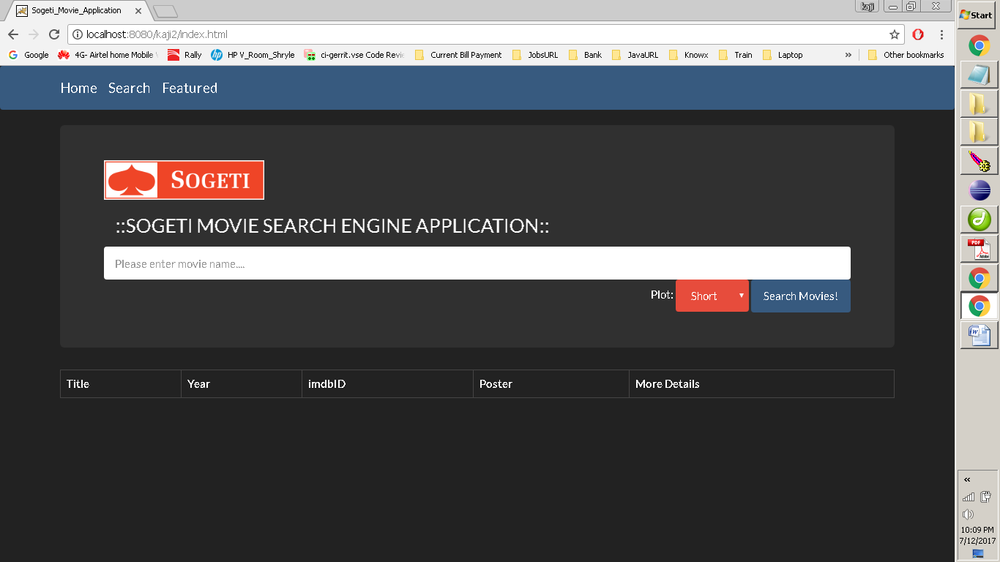 Sogeti_Movie_Application
kaji
localhost:8080/kaji2/index.html
Google 4G- Airtel home Mobile Rally HP V_Room_Shryle ci-gerrit.vse Code Revie Current Bill Payment JobsURL Bank JavaURL Knowx Train Laptop » Other bookmarks
Home Search Featured
SOGETI
::SOGETI MOVIE SEARCH ENGINE APPLICATION::
Please enter movie name....
Plot: Short Search Movies!
Title Year imdbID Poster More Details
Start
PDF
Adobe
«
10:09 PM
7/12/2017